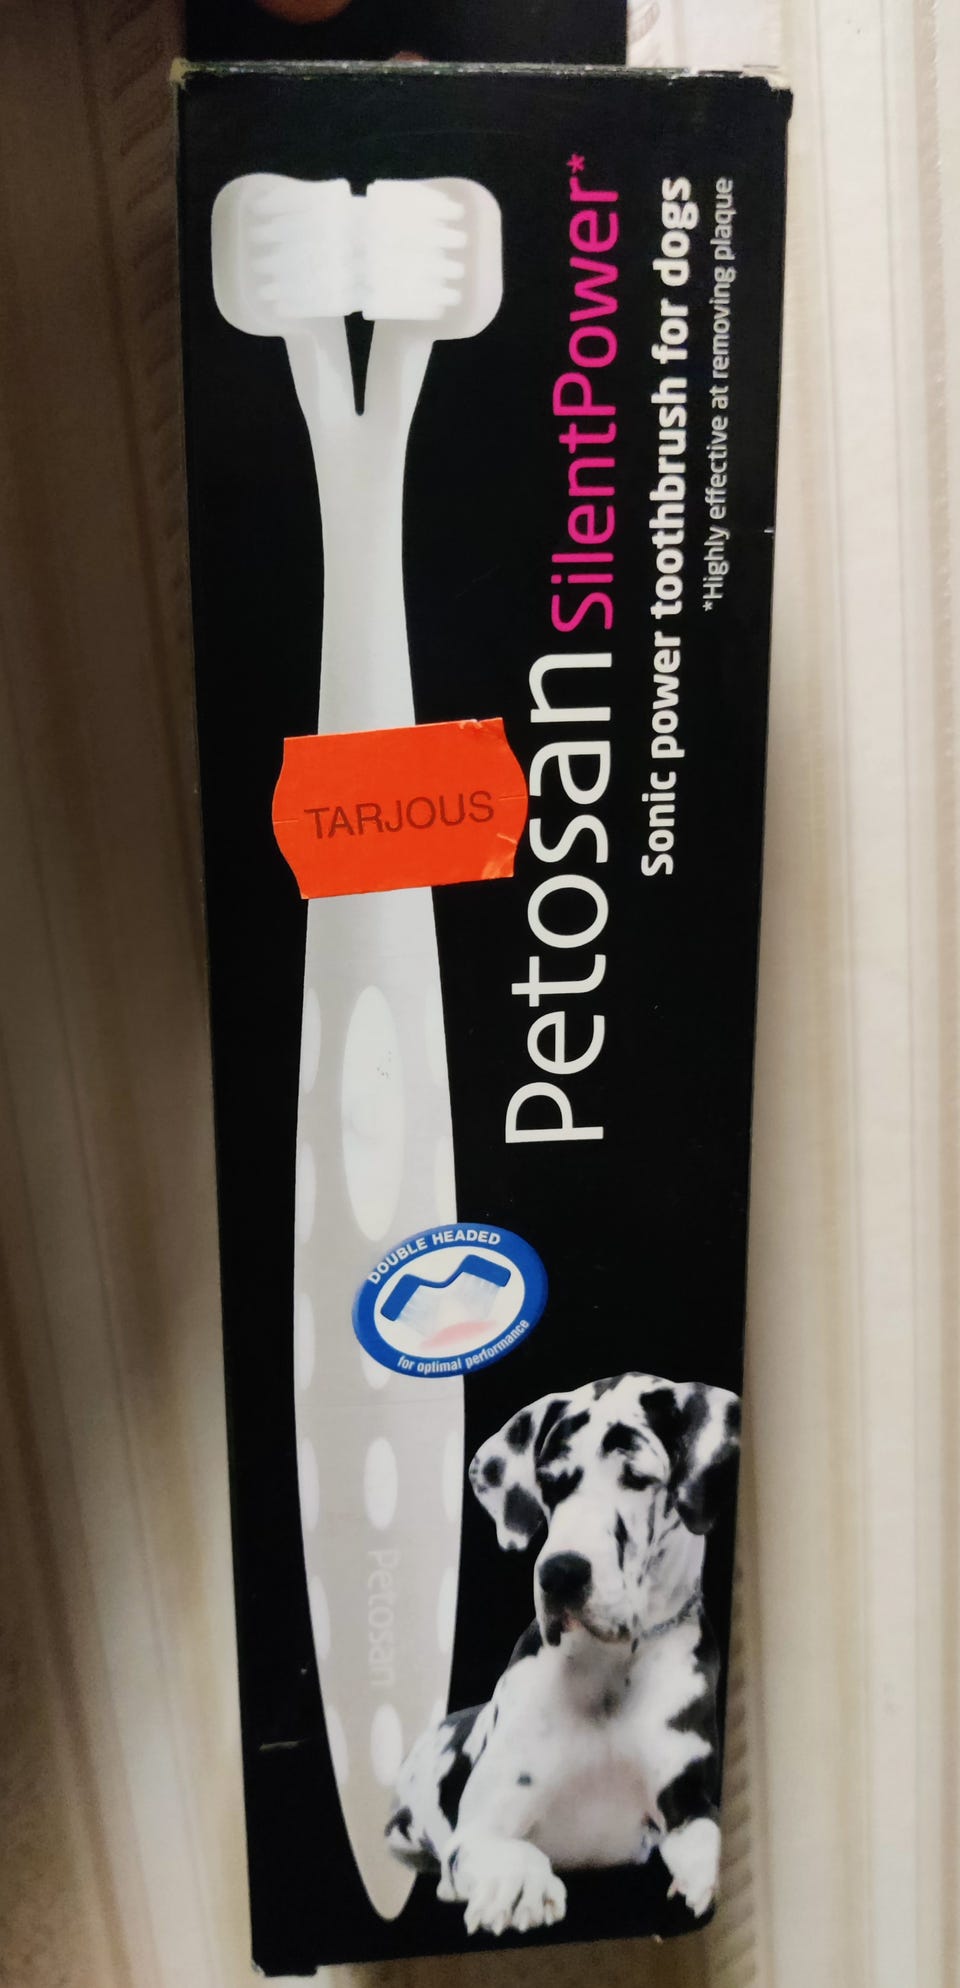 Petosan SilentPower*
Sonic power toothbrush for dogs
*Highly effective at removing plaque
TARJOUS
DOUBLE HEADED
for optimal performance
Petosan